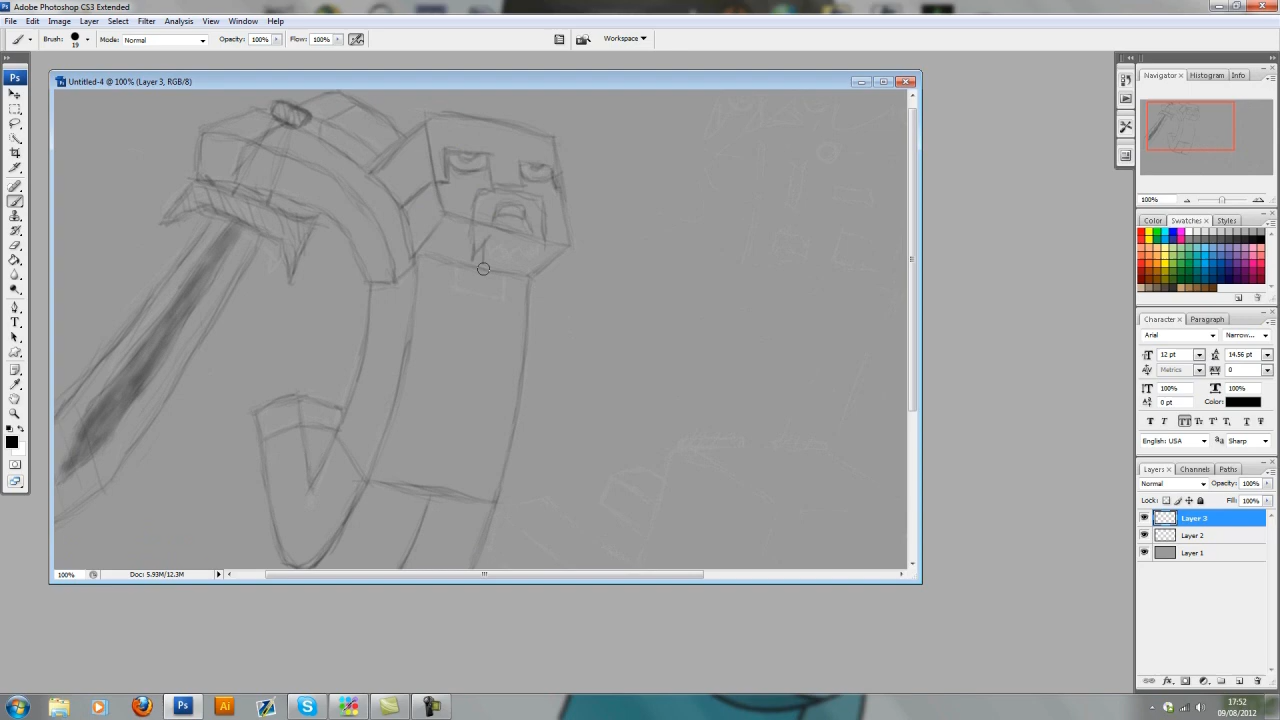 Adobe Photoshop CS3 Extended
File Edit Image Layer Select Filter Analysis View Window Help
Brush: 19 Mode: Normal Opacity: 100% Flow: 100% Workspace
Untitled-4 @ 100% (Layer 3, RGB/8)
Navigator Histogram Info
100%
Color Swatches Styles
Character Paragraph
Arial Narrow...
12 pt 14.56 pt
Metrics 0
100% 100%
0 pt Color:
English: USA Sharp
Layers Channels Paths
Normal Opacity: 100%
Lock: Fill: 100%
Layer 3
Layer 2
Layer 1
100% Doc: 5.93M/12.3M
17:52
09/08/2012